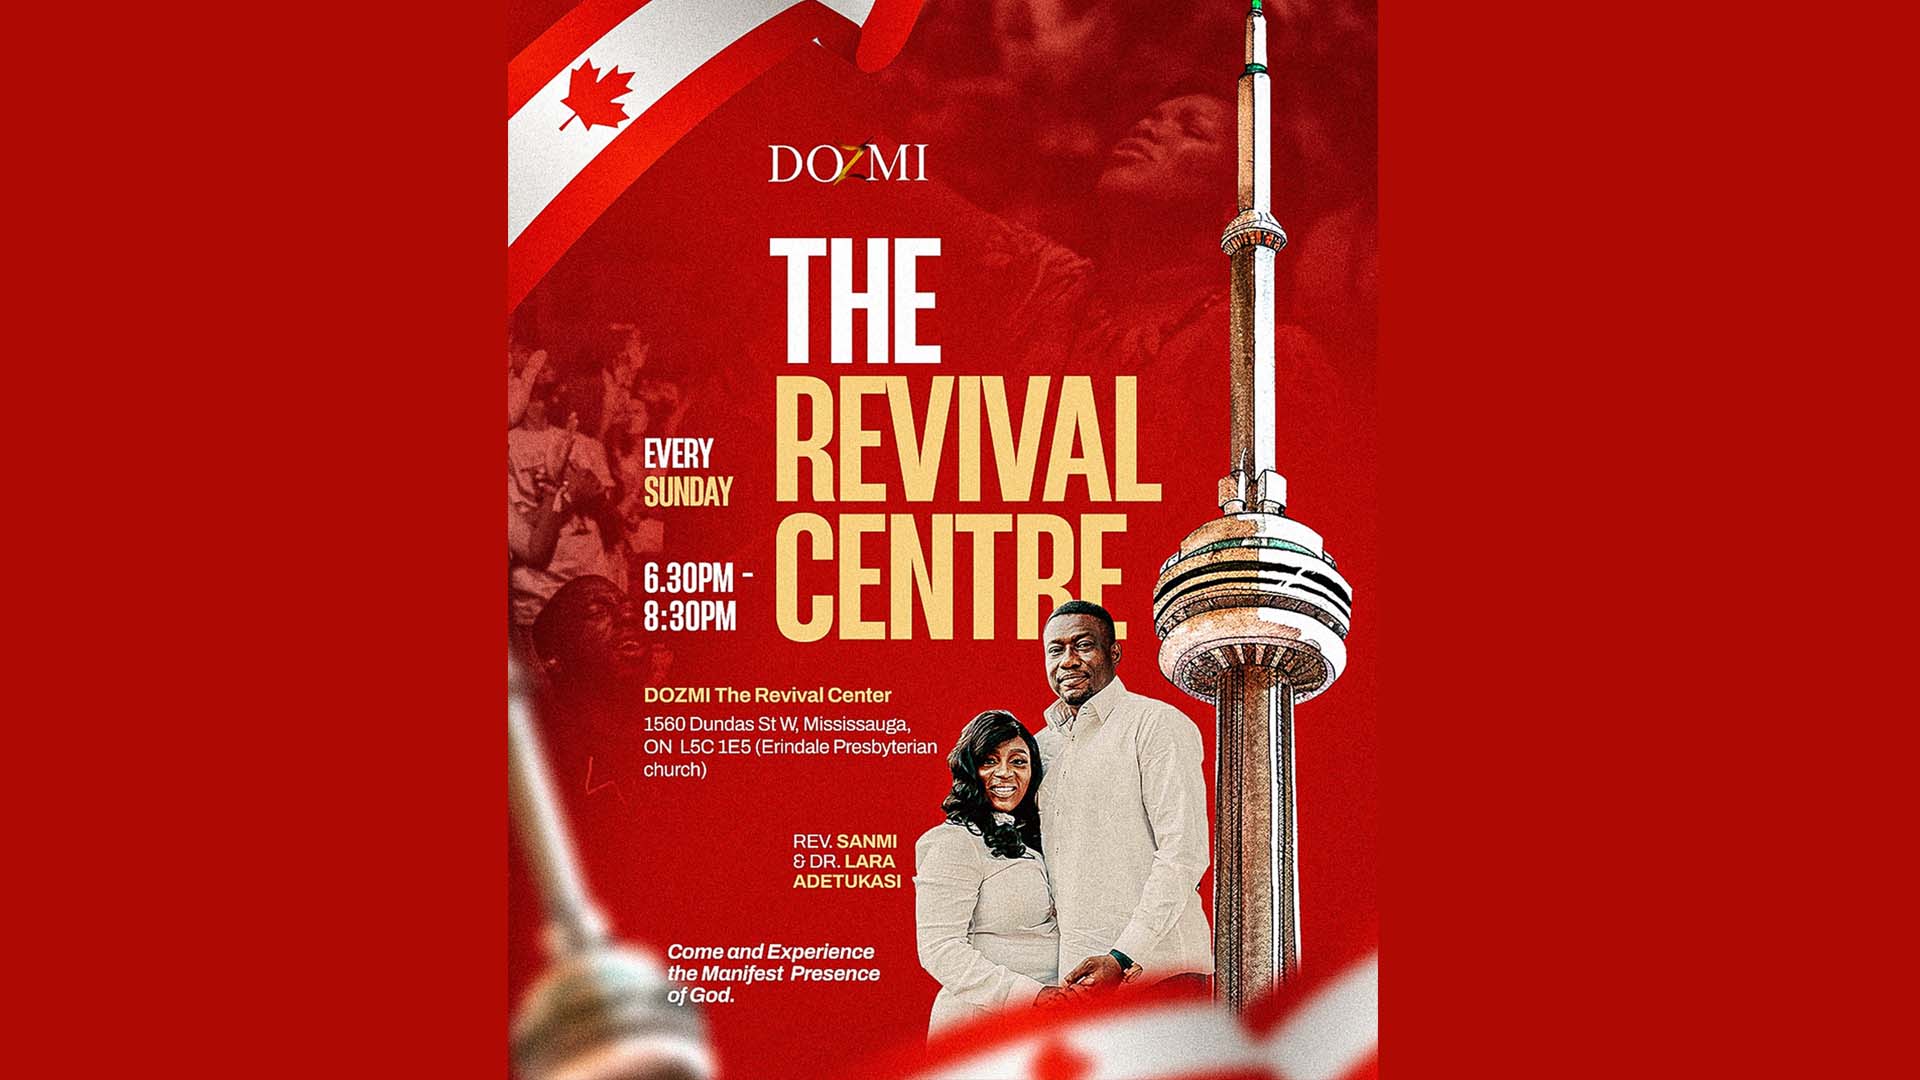 DOZMI
THE
REVIVAL
CENTRE
EVERY
SUNDAY
6.30PM -
8:30PM
DOZMI The Revival Center
1560 Dundas St W, Mississauga,
ON L5C 1E5 (Erindale Presbyterian
church)
REV. SANMI
& DR. LARA
ADETUKASI
Come and Experience
the Manifest Presence
of God.